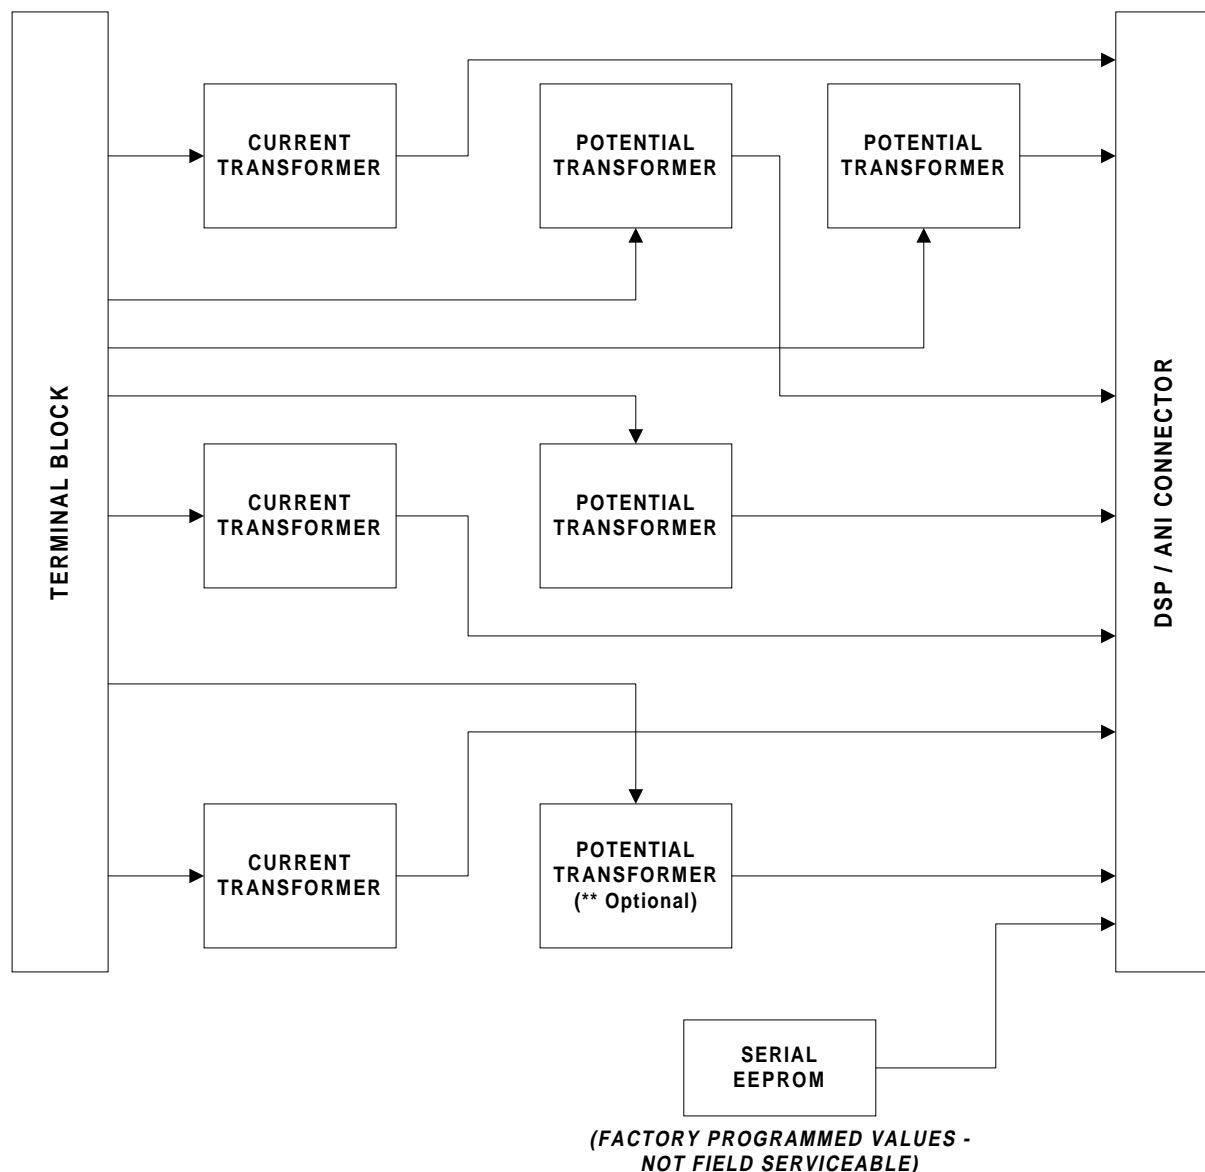 TERMINAL BLOCK
CURRENT
TRANSFORMER
POTENTIAL
TRANSFORMER
POTENTIAL
TRANSFORMER
CURRENT
TRANSFORMER
POTENTIAL
TRANSFORMER
CURRENT
TRANSFORMER
POTENTIAL
TRANSFORMER
(** Optional)
DSP / ANI CONNECTOR
SERIAL
EEPROM
(FACTORY PROGRAMMED VALUES -
NOT FIELD SERVICEABLE)